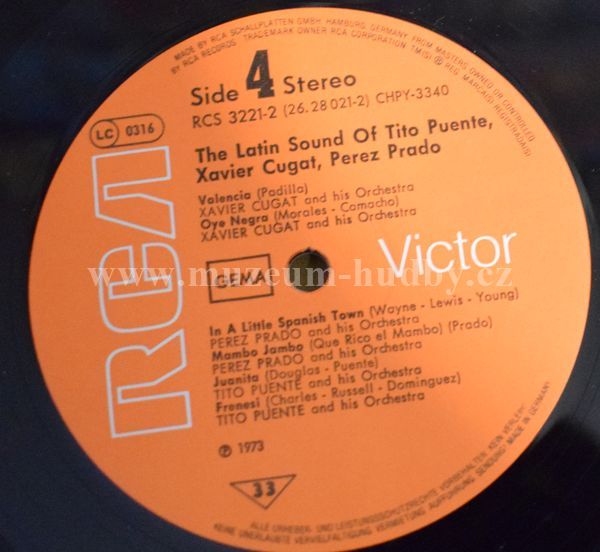 MADE BY RCA SCHALLPLATTEN GMBH, HAMBURG, GERMANY, FROM MASTERS OWNED OR CONTROLLED
BY RCA RECORDS. TRADEMARK OWNER RCA CORPORATION. TM(S) ® REG. MARCA(S) REGISTRADA(S)
Side 4 Stereo
RCS 3221-2 (26.28 021-2) CHPY-3340
LC 0316
The Latin Sound Of Tito Puente,
Xavier Cugat, Perez Prado
Valencia (Padilla)
XAVIER CUGAT and his Orchestra
Oye Negra (Morales - Camacho)
XAVIER CUGAT and his Orchestra
RCA
Victor
GEMA
www.muzeum-hudby.cz
In A Little Spanish Town (Wayne - Lewis - Young)
PEREZ PRADO and his Orchestra
Mambo Jambo (Que Rico el Mambo) (Prado)
PEREZ PRADO and his Orchestra
Juanita (Douglas - Puente)
TITO PUENTE and his Orchestra
Frenesi (Charles - Russell - Dominguez)
TITO PUENTE and his Orchestra
℗ 1973
33
ALLE URHEBER- UND LEISTUNGSSCHUTZRECHTE VORBEHALTEN. KEIN VERLEIH!
KEINE UNERLAUBTE VERVIELFÄLTIGUNG, VERMIETUNG, AUFFÜHRUNG, SENDUNG! MADE IN GERMANY